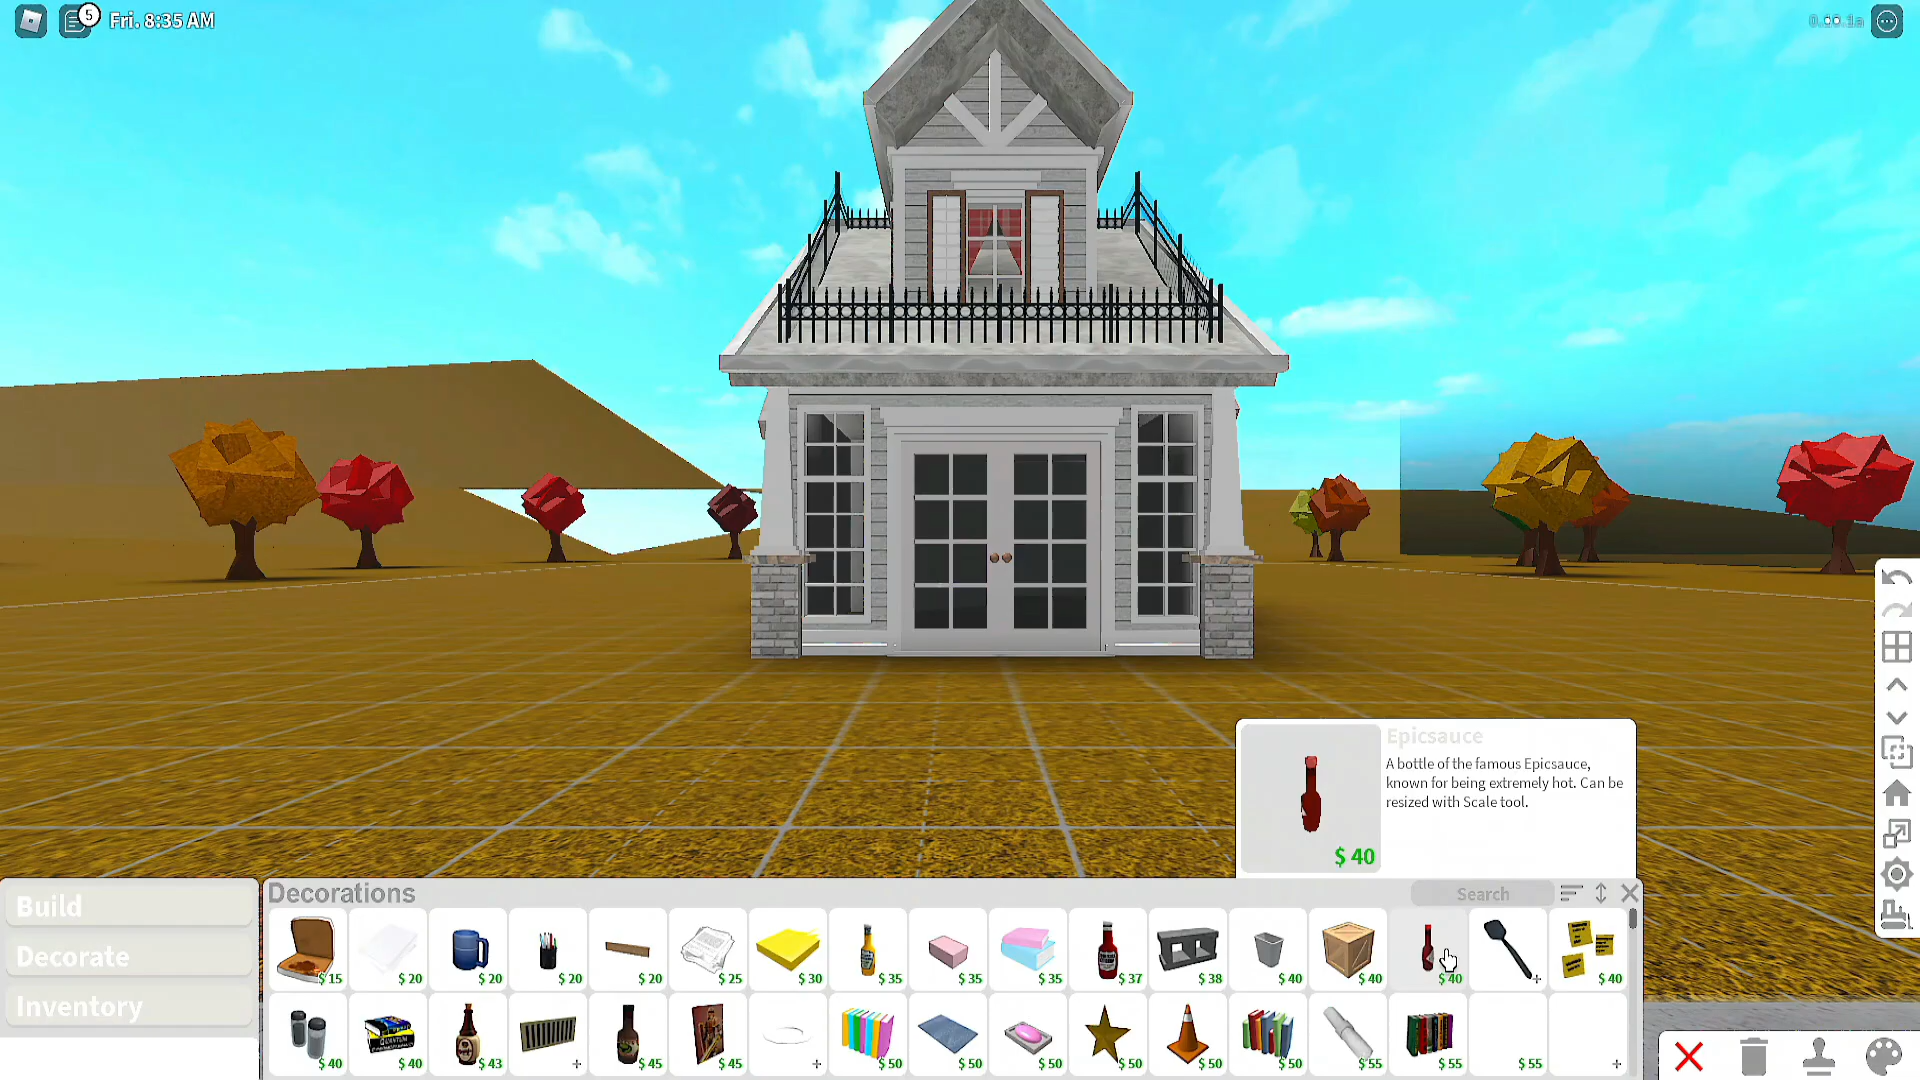 5 Fri. 8:35 AM
Epicsauce
A bottle of the famous Epicsauce,
known for being extremely hot. Can be
resized with Scale tool.
$ 40
Build
Decorate
Inventory
Decorations
Search
$ 15 $ 20 $ 20 $ 20 $ 20 $ 25 $ 30 $ 35 $ 35 $ 35 $ 37 $ 38 $ 40 $ 40 $ 40 + $ 40
$ 40 $ 40 $ 43 + $ 45 $ 45 + $ 50 $ 50 $ 50 $ 50 $ 50 $ 50 $ 55 $ 55 $ 55 +
QUANTUM